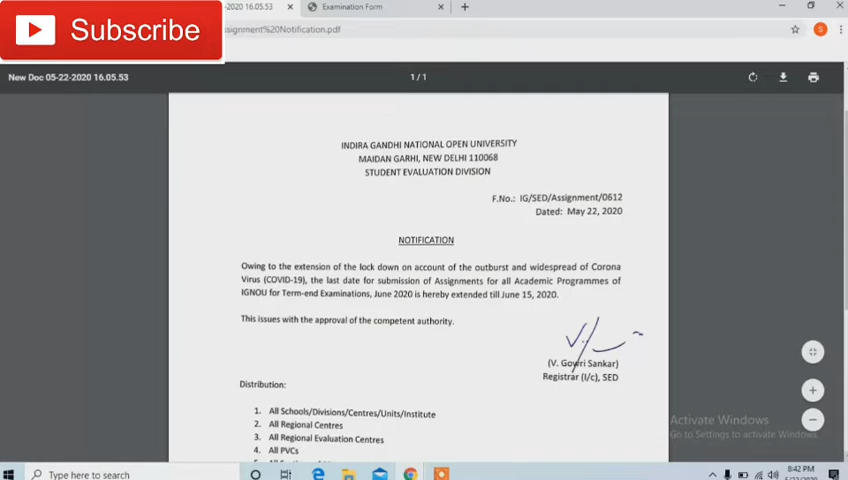 -2020 16.05.53
Examination Form
Subscribe
ssignment%20Notification.pdf
S
New Doc 05-22-2020 16.05.53
1 / 1
INDIRA GANDHI NATIONAL OPEN UNIVERSITY
MAIDAN GARHI, NEW DELHI 110068
STUDENT EVALUATION DIVISION
F.No.: IG/SED/Assignment/0612
Dated: May 22, 2020
NOTIFICATION
Owing to the extension of the lock down on account of the outburst and widespread of Corona
Virus (COVID-19), the last date for submission of Assignments for all Academic Programmes of
IGNOU for Term-end Examinations, June 2020 is hereby extended till June 15, 2020.
This issues with the approval of the competent authority.
(V. Gowri Sankar)
Registrar (I/c), SED
Distribution:
1. All Schools/Divisions/Centres/Units/Institute
2. All Regional Centres
3. All Regional Evaluation Centres
4. All PVCs
Activate Windows
Go to Settings to activate Windows.
Type here to search
8:42 PM